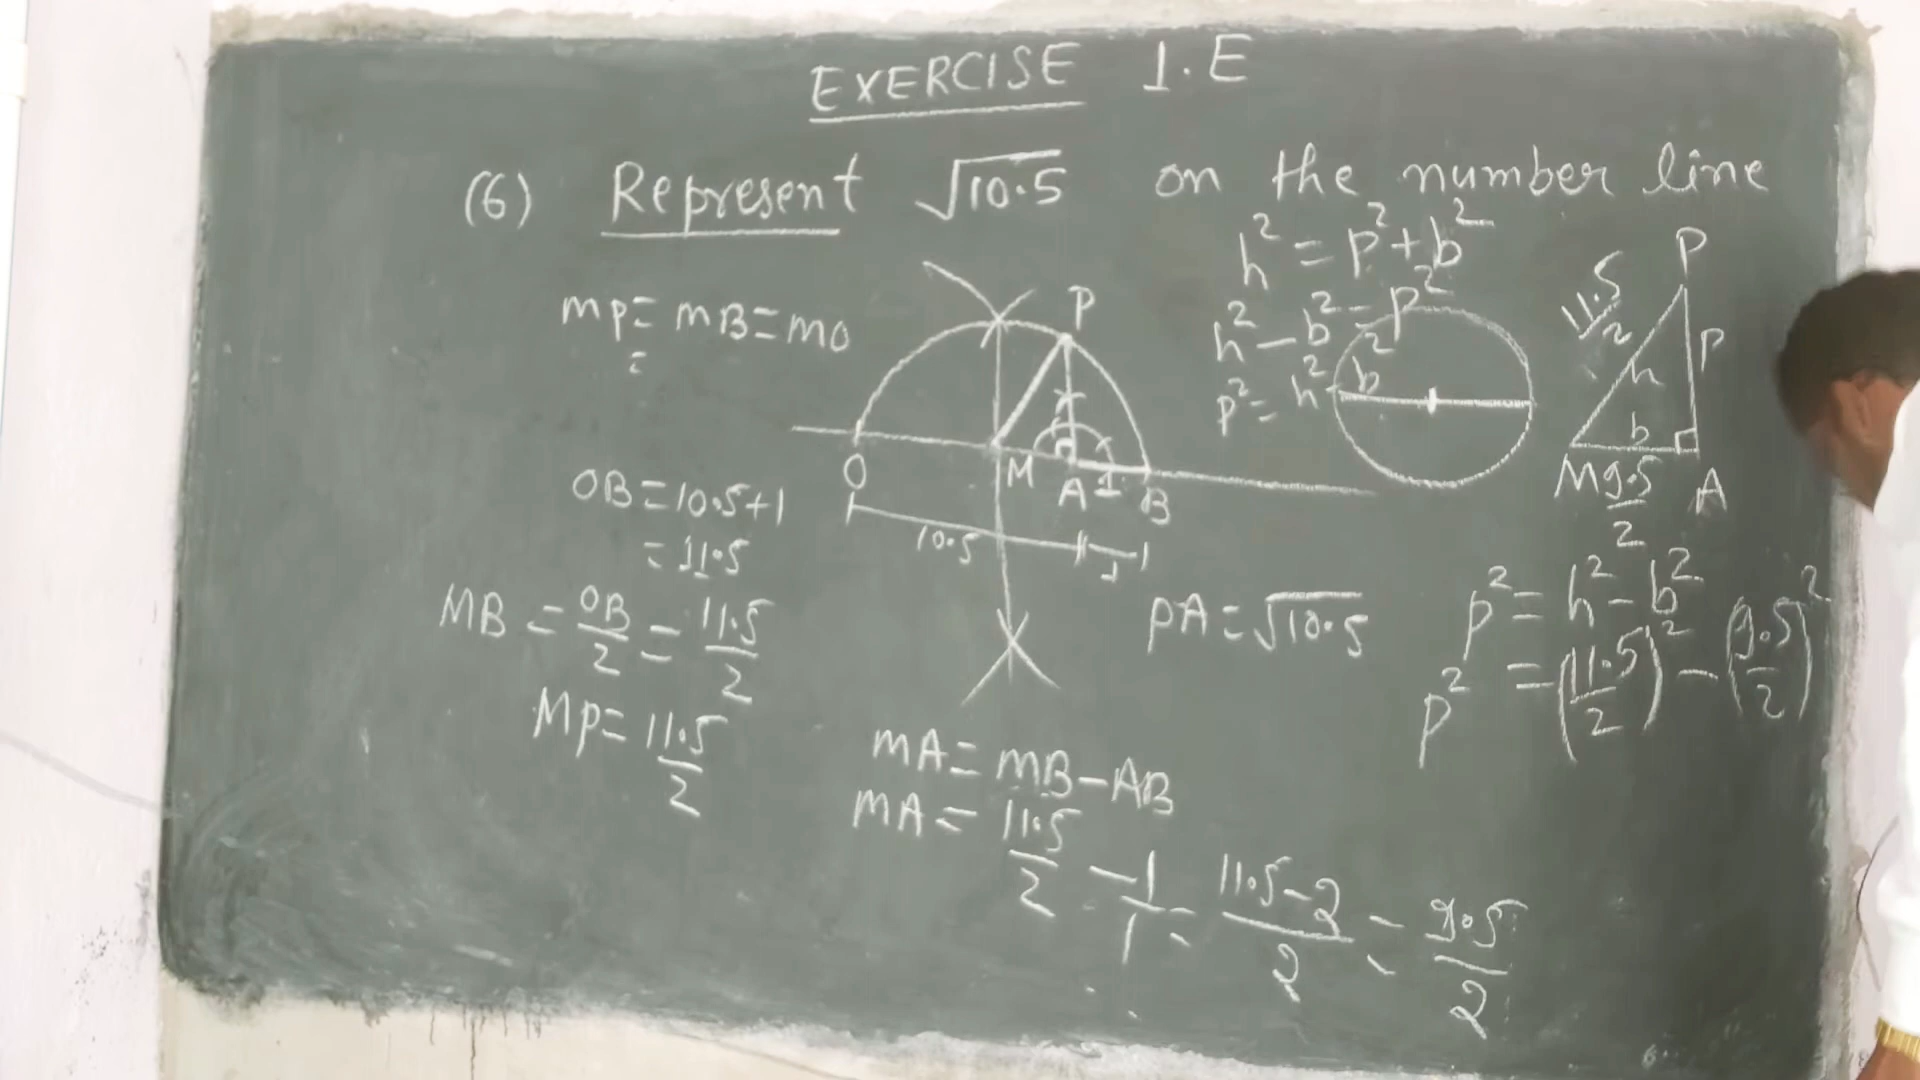 EXERCISE 1.E
(6) Represent √10.5 on the number line
h² = p² + b²
h² - b² = p²
p² = h² - b²
MP = MB = MO
=
P
O
M
A
1
B
10.5
1
P
11.5/2
h
p
b
M
9.5/2
A
OB = 10.5 + 1
= 11.5
MB = OB/2 = 11.5/2
MP = 11.5/2
PA = √10.5
p² = h² - b²
p² = (11.5/2)² - (9.5/2)²
MA = MB - AB
MA = 11.5/2 - 1/1 = 11.5-2/2 = 9.5/2